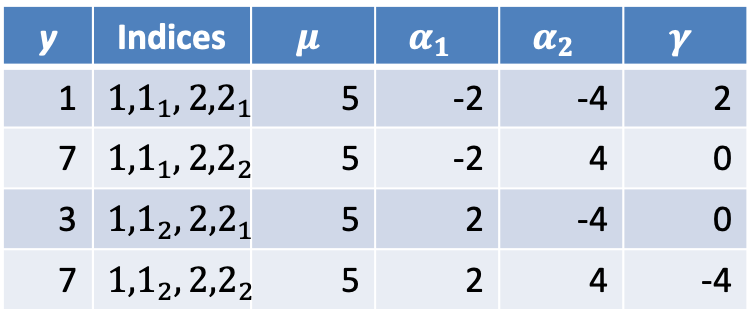 y Indices μ α₁ α₂ γ
1 1,1₁, 2,2₁ 5 -2 -4 2
7 1,1₁, 2,2₂ 5 -2 4 0
3 1,1₂, 2,2₁ 5 2 -4 0
7 1,1₂, 2,2₂ 5 2 4 -4